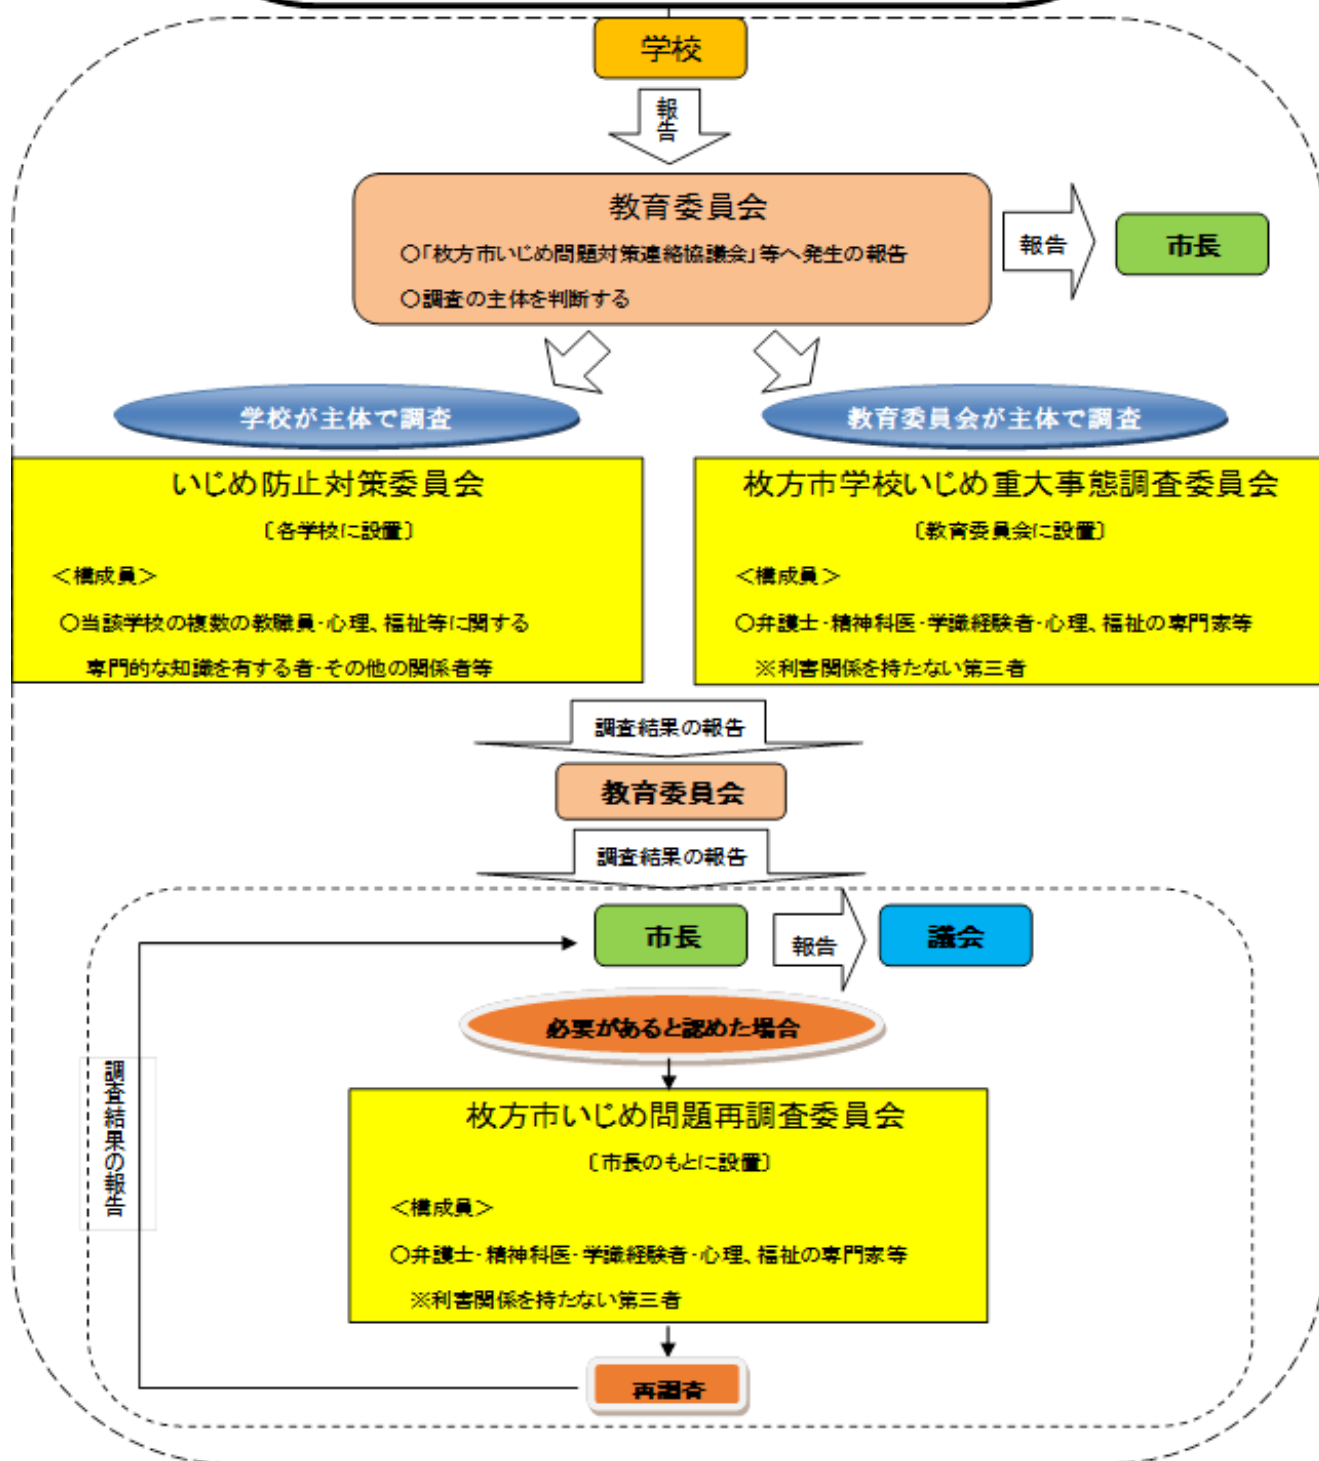 学校
報告
教育委員会
○「枚方市いじめ問題対策連絡協議会」等へ発生の報告
○調査の主体を判断する
報告
市長
学校が主体で調査
教育委員会が主体で調査
いじめ防止対策委員会
〔各学校に設置〕
＜構成員＞
○当該学校の複数の教職員・心理、福祉等に関する
専門的な知識を有する者・その他の関係者等
枚方市学校いじめ重大事態調査委員会
〔教育委員会に設置〕
＜構成員＞
○弁護士・精神科医・学識経験者・心理、福祉の専門家等
※利害関係を持たない第三者
調査結果の報告
教育委員会
調査結果の報告
市長
報告
議会
必要があると認めた場合
枚方市いじめ問題再調査委員会
〔市長のもとに設置〕
＜構成員＞
○弁護士・精神科医・学識経験者・心理、福祉の専門家等
※利害関係を持たない第三者
再調査
調査結果の報告